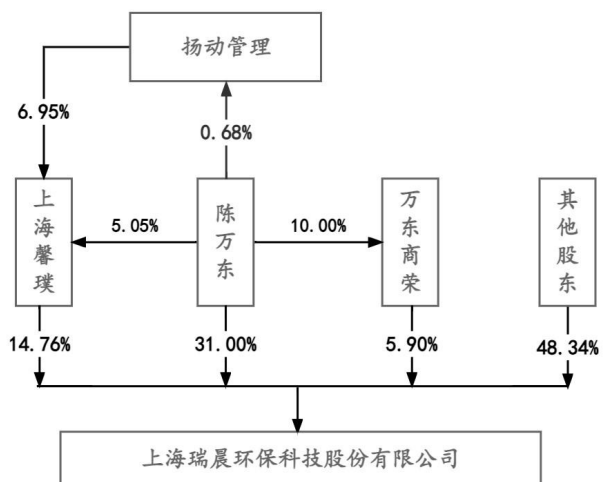 扬动管理
6.95%
0.68%
上海馨璞
5.05%
陈万东
10.00%
万东商荣
其他股东
14.76%
31.00%
5.90%
48.34%
上海瑞晨环保科技股份有限公司